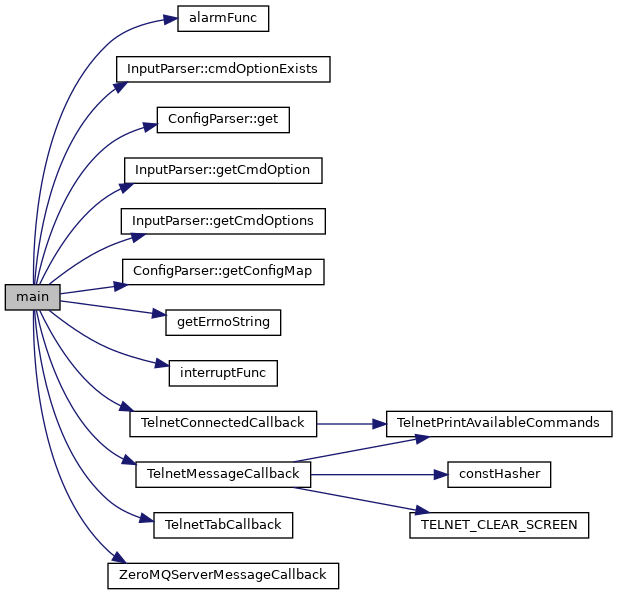 alarmFunc
InputParser::cmdOptionExists
ConfigParser::get
InputParser::getCmdOption
InputParser::getCmdOptions
ConfigParser::getConfigMap
main
getErrnoString
interruptFunc
TelnetConnectedCallback
TelnetPrintAvailableCommands
TelnetMessageCallback
constHasher
TelnetTabCallback
TELNET_CLEAR_SCREEN
ZeroMQServerMessageCallback